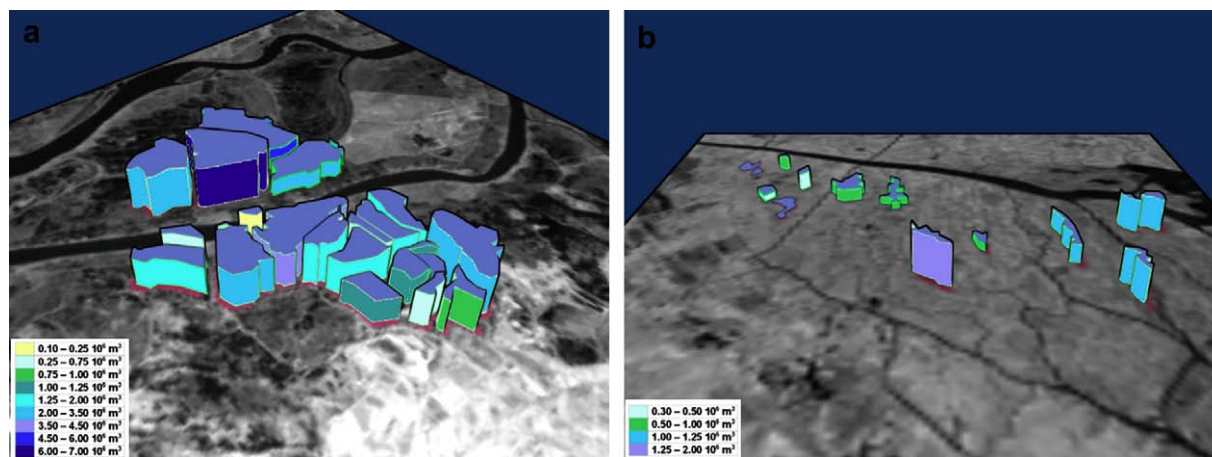 a
b
0.10 – 0.25 10⁶ m³
0.25 – 0.75 10⁶ m³
0.75 – 1.00 10⁶ m³
1.00 – 1.25 10⁶ m³
1.25 – 2.00 10⁶ m³
2.00 – 3.50 10⁶ m³
3.50 – 4.50 10⁶ m³
4.50 – 6.00 10⁶ m³
6.00 – 7.00 10⁶ m³
0.30 – 0.50 10⁶ m³
0.50 – 1.00 10⁶ m³
1.00 – 1.25 10⁶ m³
1.25 – 2.00 10⁶ m³